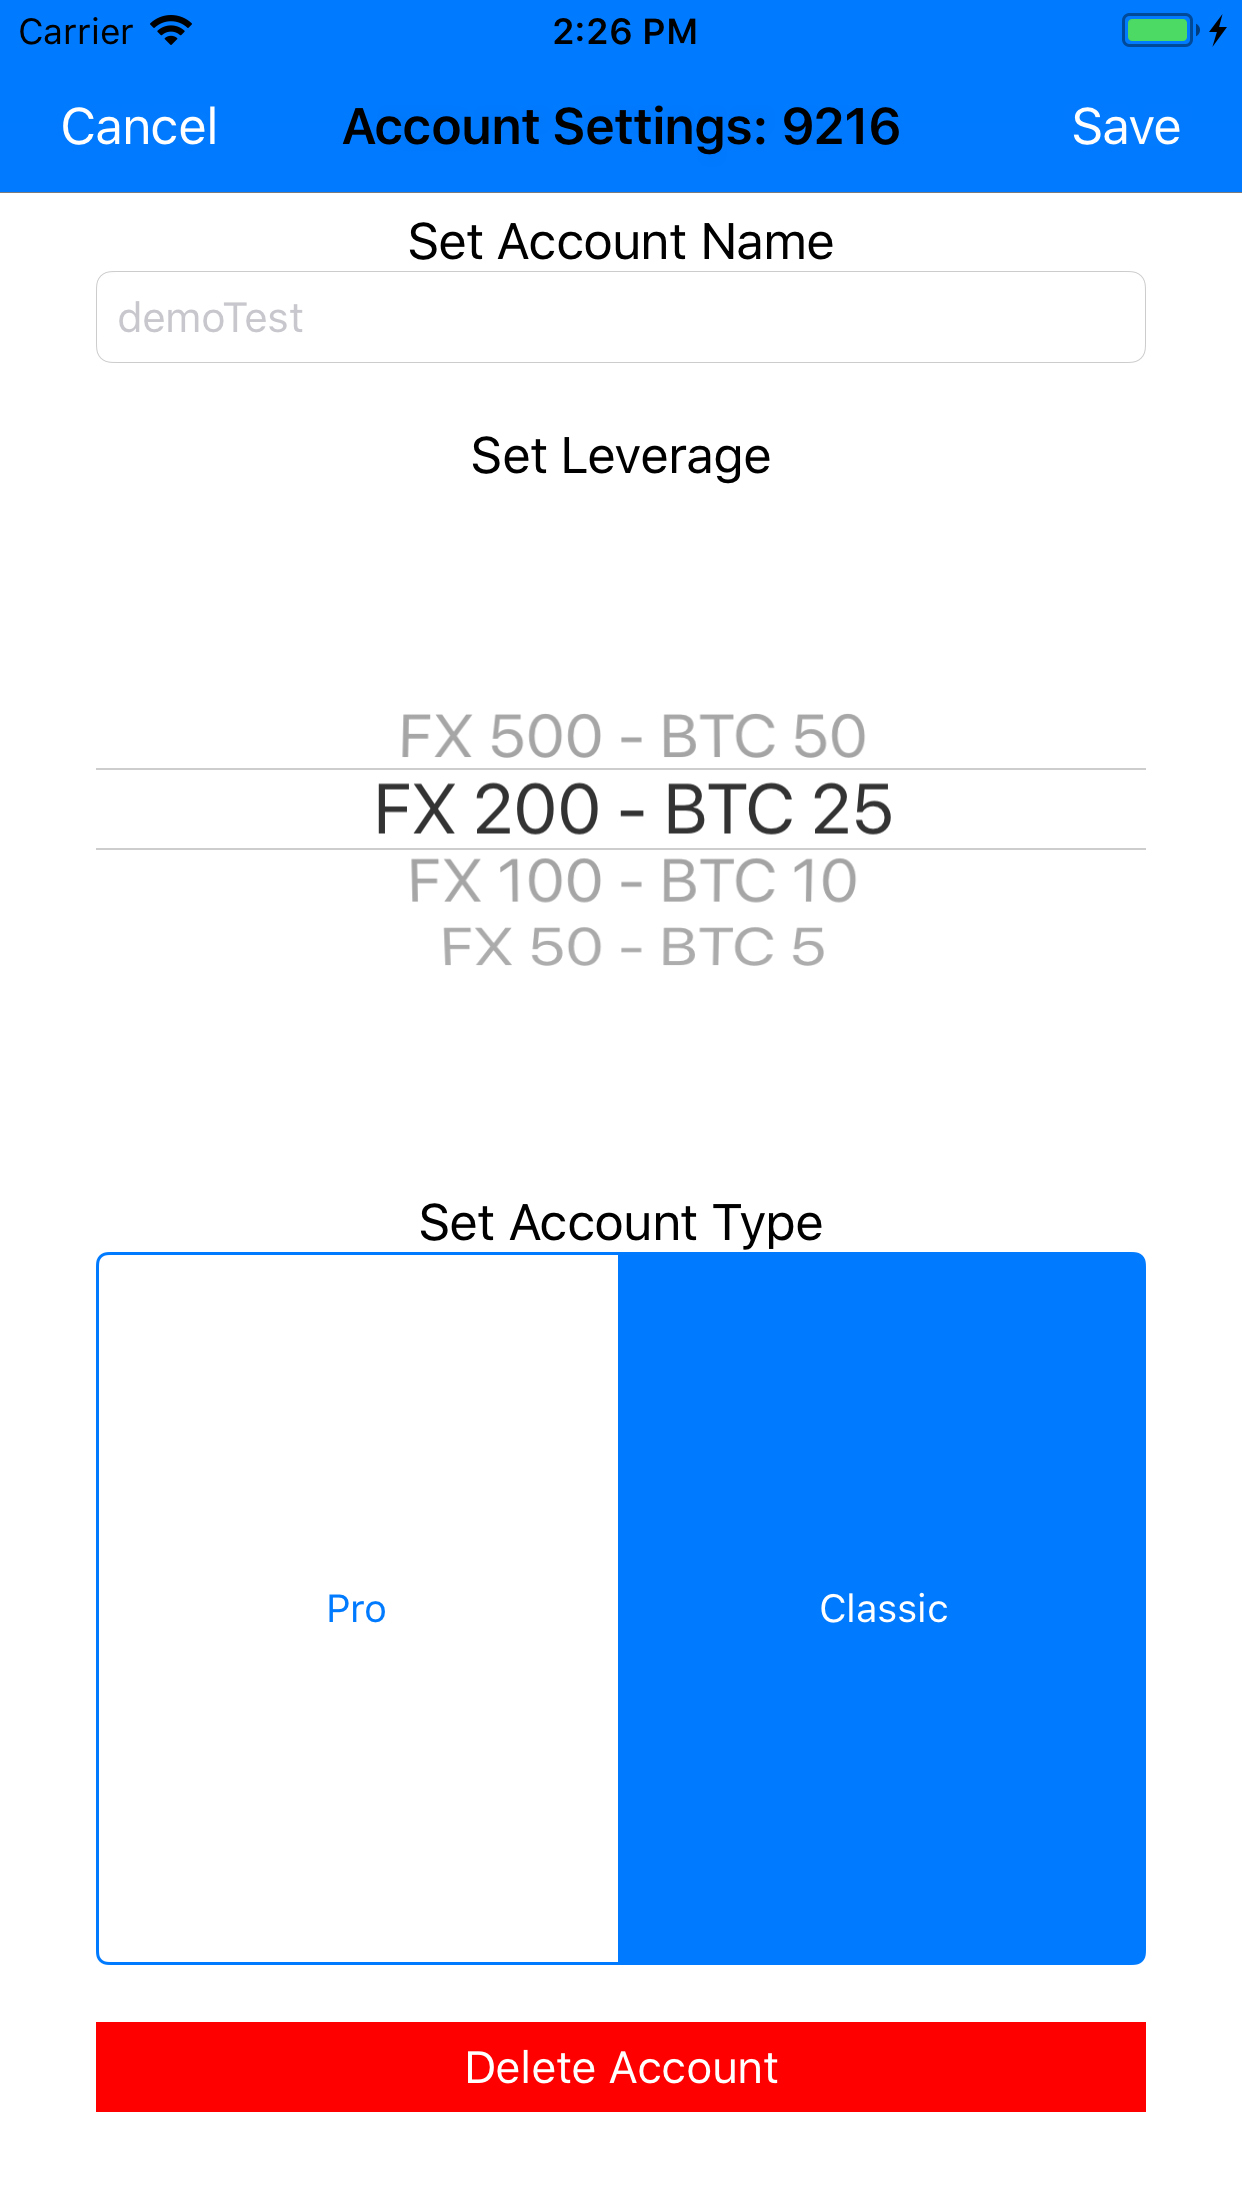 Carrier 2:26 PM
Cancel Account Settings: 9216 Save
Set Account Name
demoTest
Set Leverage
FX 500 - BTC 50
FX 200 - BTC 25
FX 100 - BTC 10
FX 50 - BTC 5
Set Account Type
Pro Classic
Delete Account